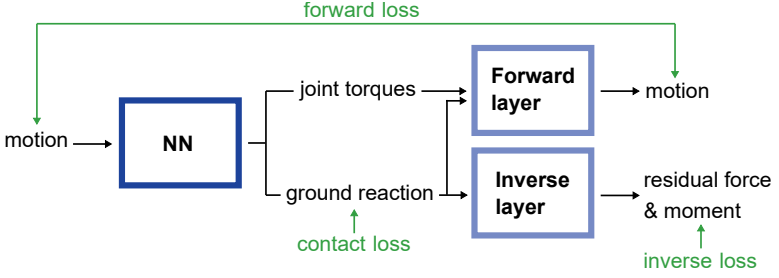 forward loss
joint torques
Forward
layer
motion
motion
NN
ground reaction
Inverse
layer
residual force
& moment
contact loss
inverse loss